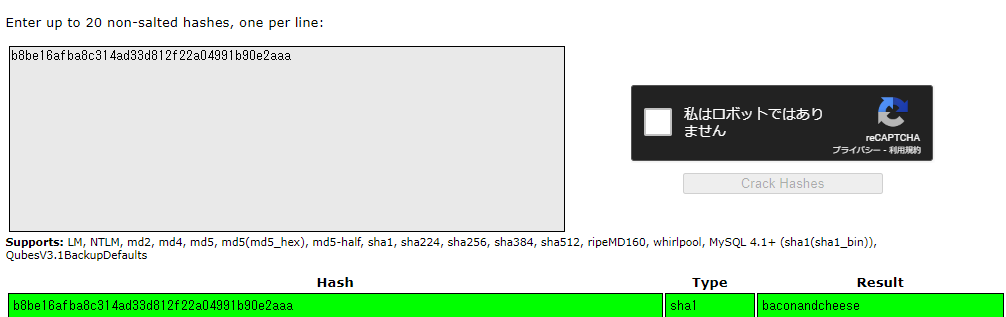 Enter up to 20 non-salted hashes, one per line:
b8be16afba8c314ad33d812f22a04991b90e2aaa
私はロボットではあり
ません
reCAPTCHA
プライバシー - 利用規約
Crack Hashes
Supports: LM, NTLM, md2, md4, md5, md5(md5_hex), md5-half, sha1, sha224, sha256, sha384, sha512, ripeMD160, whirlpool, MySQL 4.1+ (sha1(sha1_bin)),
QubesV3.1BackupDefaults
Hash Type Result
b8be16afba8c314ad33d812f22a04991b90e2aaa sha1 baconandcheese